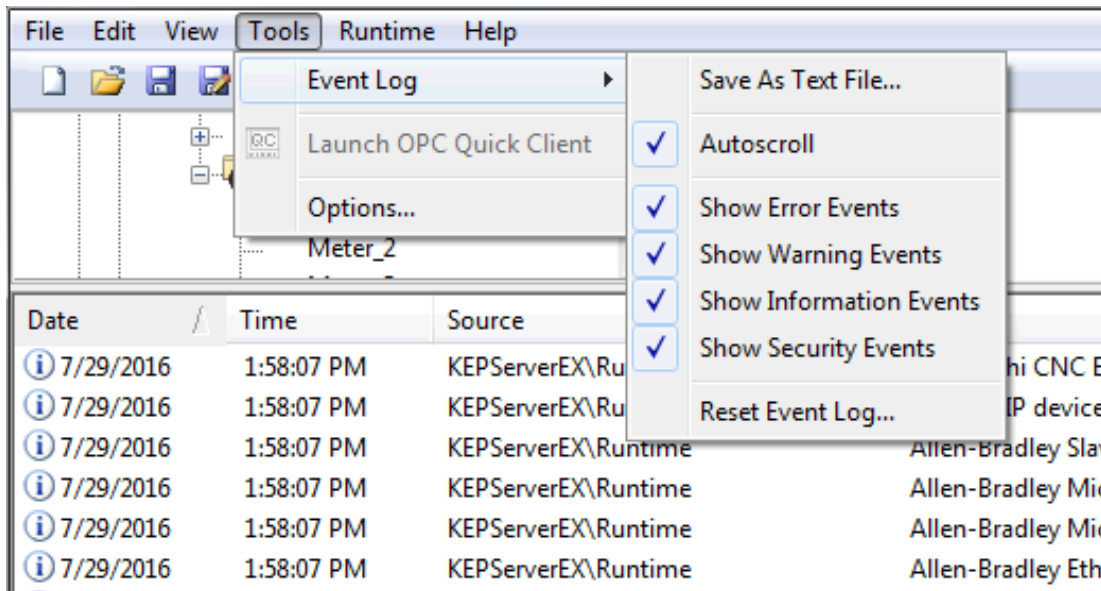 File Edit View Tools Runtime Help
Event Log
Save As Text File...
Launch OPC Quick Client
Autoscroll
Options...
Show Error Events
Meter_2
Show Warning Events
Show Information Events
Show Security Events
Reset Event Log...
Date Time Source
7/29/2016 1:58:07 PM KEPServerEX\Ru hi CNC E
7/29/2016 1:58:07 PM KEPServerEX\Ru IP device
7/29/2016 1:58:07 PM KEPServerEX\Runtime Allen-Bradley Sla
7/29/2016 1:58:07 PM KEPServerEX\Runtime Allen-Bradley Mi
7/29/2016 1:58:07 PM KEPServerEX\Runtime Allen-Bradley Mi
7/29/2016 1:58:07 PM KEPServerEX\Runtime Allen-Bradley Eth